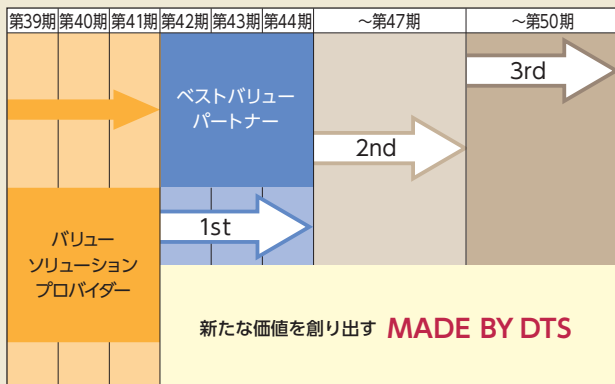 第39期 第40期 第41期 第42期 第43期 第44期 ～第47期 ～第50期
3rd
ベストバリュー
パートナー
2nd
1st
バリュー
ソリューション
プロバイダー
新たな価値を創り出す MADE BY DTS